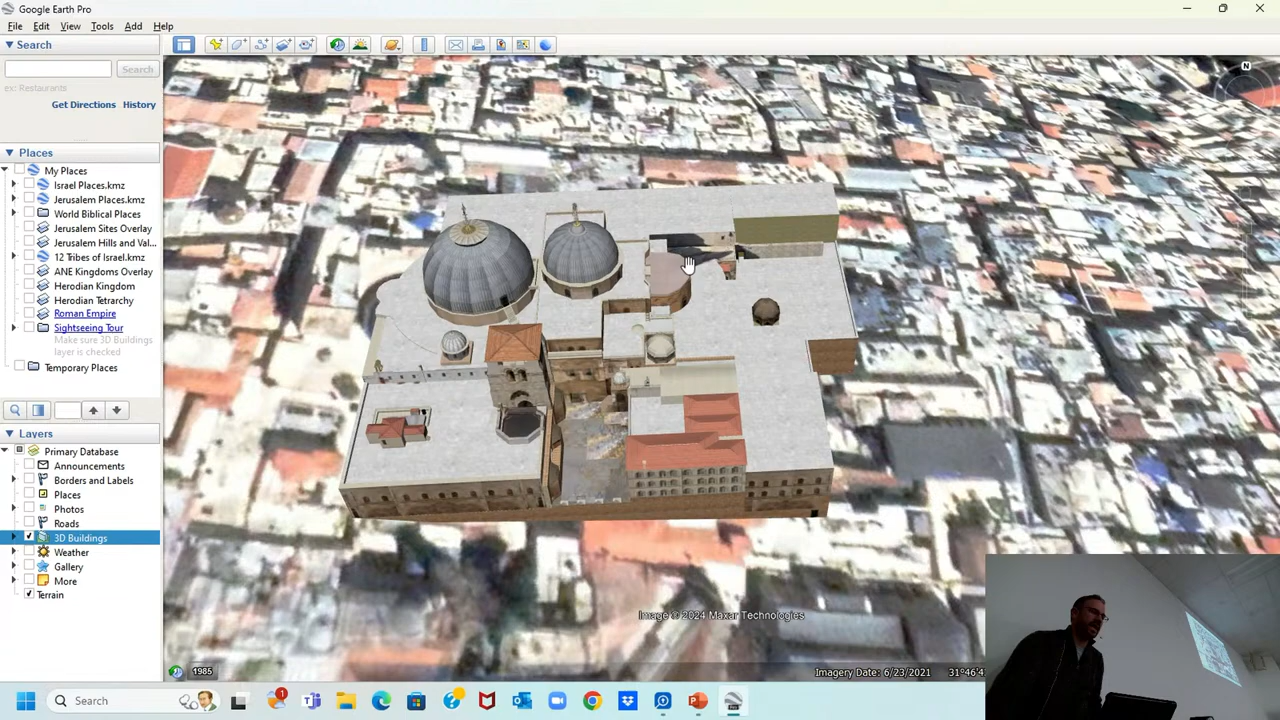 Google Earth Pro
File Edit View Tools Add Help
Search
Search
ex: Restaurants
Get Directions History
Places
My Places
Israel Places.kmz
Jerusalem Places.kmz
World Biblical Places
Jerusalem Sites Overlay
Jerusalem Hills and Val...
12 Tribes of Israel.kmz
ANE Kingdoms Overlay
Herodian Kingdom
Herodian Tetrarchy
Roman Empire
Sightseeing Tour
Make sure 3D Buildings
layer is checked
Temporary Places
Layers
Primary Database
Announcements
Borders and Labels
Places
Photos
Roads
3D Buildings
Weather
Gallery
More
Terrain
N
Image © 2024 Maxar Technologies
1985
Imagery Date: 6/23/2021 31°46'4
Search
1